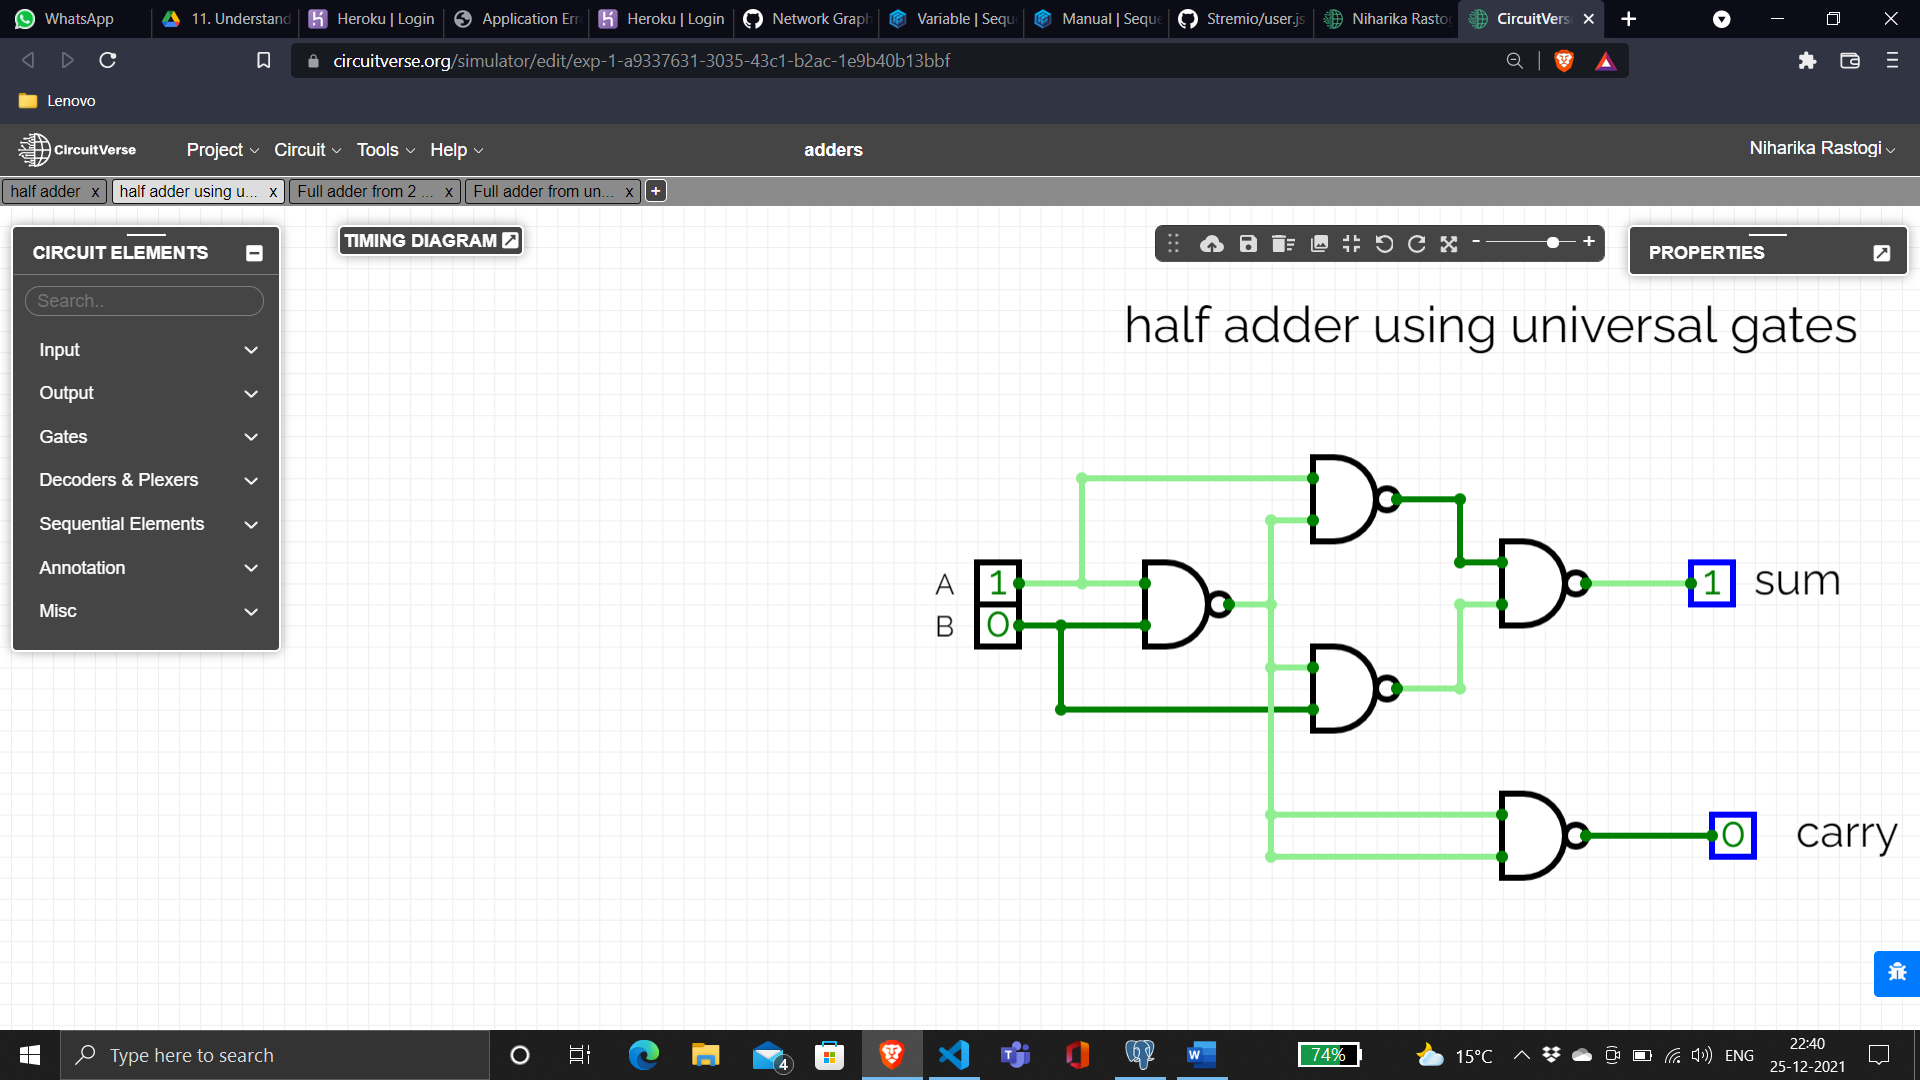 WhatsApp
11. Understand
Heroku | Login
Application Erro
Heroku | Login
Network Graph
Variable | Sequ
Manual | Seque
Stremio/user.js
Niharika Rastog
CircuitVers
circuitverse.org/simulator/edit/exp-1-a9337631-3035-43c1-b2ac-1e9b40b13bbf
Lenovo
CircuitVerse
Project
Circuit
Tools
Help
adders
Niharika Rastogi
half adder x
half adder using u... x
Full adder from 2 ... x
Full adder from un... x
+
CIRCUIT ELEMENTS
TIMING DIAGRAM
PROPERTIES
Search..
Input
Output
Gates
Decoders & Plexers
Sequential Elements
Annotation
Misc
half adder using universal gates
A 1
B 0
1 sum
0 carry
Type here to search
4
74%
15°C
ENG
22:40
25-12-2021